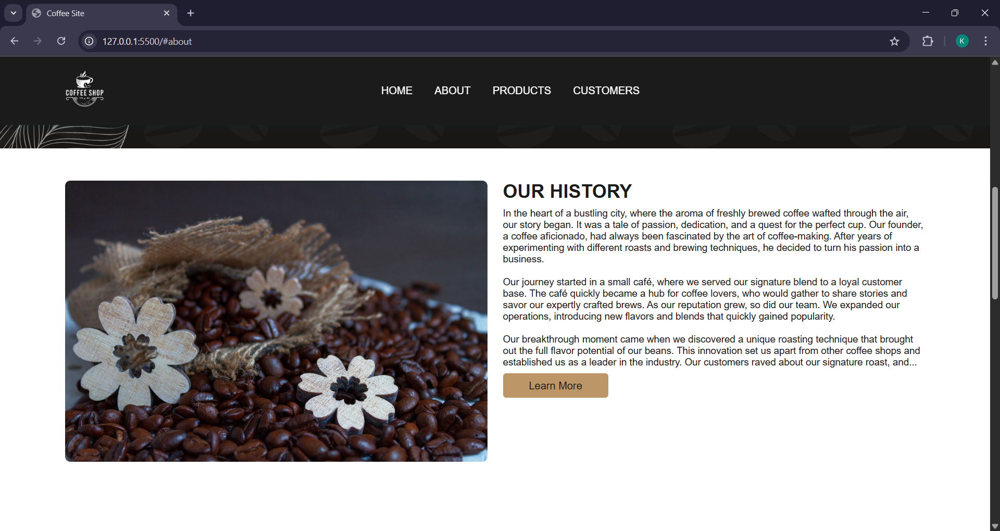 Coffee Site
127.0.0.1:5500/#about
K
COFFEE SHOP
HOME ABOUT PRODUCTS CUSTOMERS
OUR HISTORY
In the heart of a bustling city, where the aroma of freshly brewed coffee wafted through the air,
our story began. It was a tale of passion, dedication, and a quest for the perfect cup. Our founder,
a coffee aficionado, had always been fascinated by the art of coffee-making. After years of
experimenting with different roasts and brewing techniques, he decided to turn his passion into a
business.
Our journey started in a small café, where we served our signature blend to a loyal customer
base. The café quickly became a hub for coffee lovers, who would gather to share stories and
savor our expertly crafted brews. As our reputation grew, so did our team. We expanded our
operations, introducing new flavors and blends that quickly gained popularity.
Our breakthrough moment came when we discovered a unique roasting technique that brought
out the full flavor potential of our beans. This innovation set us apart from other coffee shops and
established us as a leader in the industry. Our customers raved about our signature roast, and...
Learn More